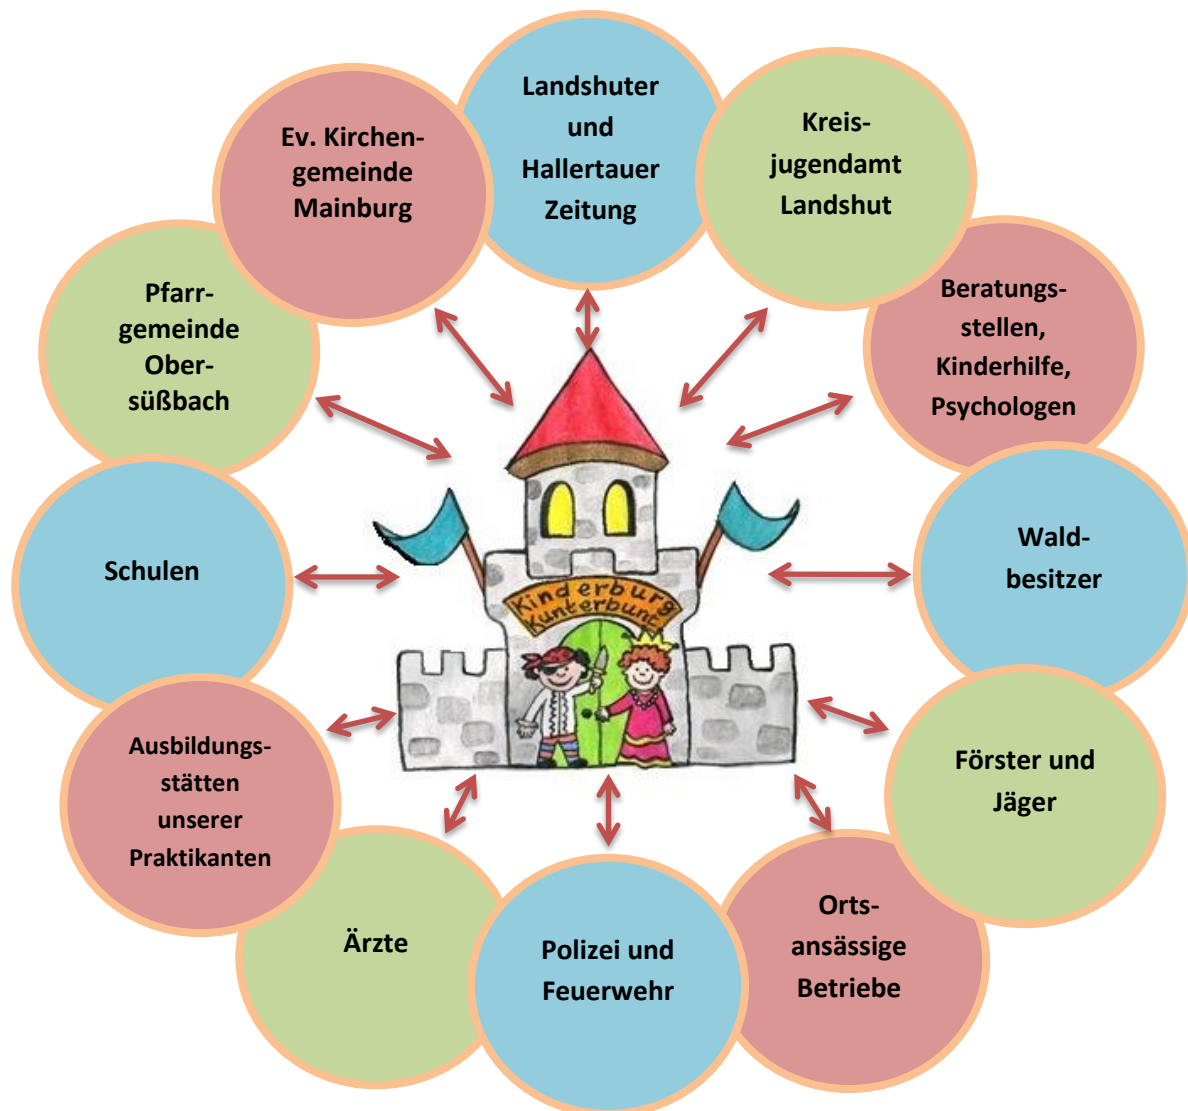 Landshuter
und
Hallertauer
Zeitung
Kreis-
jugendamt
Landshut
Beratungs-
stellen,
Kinderhilfe,
Psychologen
Wald-
besitzer
Förster und
Jäger
Orts-
ansässige
Betriebe
Polizei und
Feuerwehr
Ärzte
Ausbildungs-
stätten
unserer
Praktikanten
Schulen
Pfarr-
gemeinde
Ober-
süßbach
Ev. Kirchen-
gemeinde
Mainburg
Kinderburg
Kunterbunt